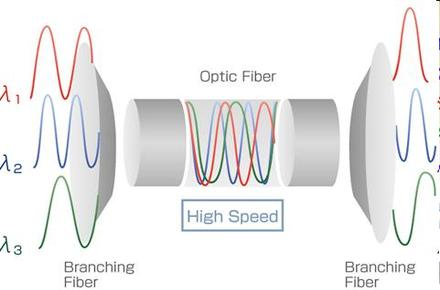 Optic Fiber
λ1
λ2
λ3
High Speed
Branching
Fiber
Branching
Fiber